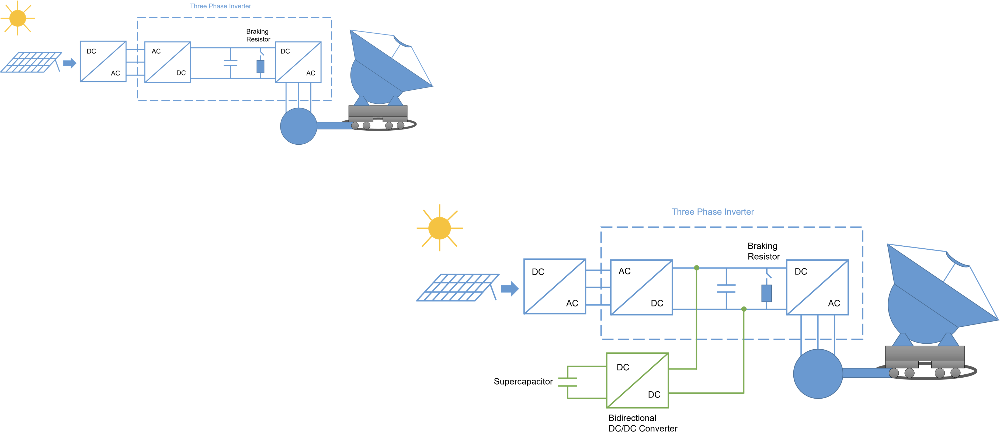 Three Phase Inverter
Braking
Resistor
DC
AC
AC
DC
DC
AC
Three Phase Inverter
Braking
Resistor
DC
AC
AC
DC
DC
AC
Supercapacitor
DC
DC
Bidirectional
DC/DC Converter